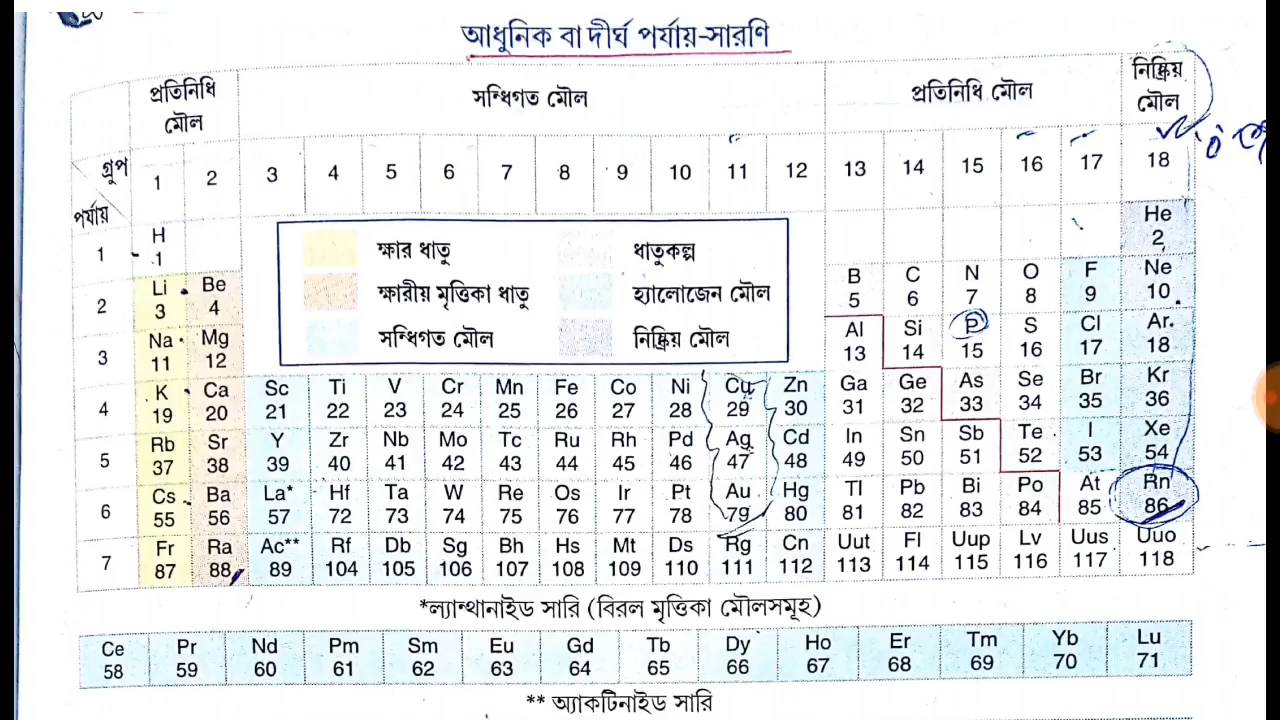 আধুনিক বা দীর্ঘ পর্যায়-সারণি
প্রতিনিধি মৌল সন্ধিগত মৌল প্রতিনিধি মৌল নিষ্ক্রিয় মৌল
গ্রুপ 1 2 3 4 5 6 7 8 9 10 11 12 13 14 15 16 17 18
পর্যায়
1 H He
1 2
ক্ষার ধাতু ধাতুকল্প
ক্ষারীয় মৃত্তিকা ধাতু হ্যালোজেন মৌল
সন্ধিগত মৌল নিষ্ক্রিয় মৌল
2 Li Be B C N O F Ne
3 4 5 6 7 8 9 10
3 Na Mg Al Si P S Cl Ar
11 12 13 14 15 16 17 18
4 K Ca Sc Ti V Cr Mn Fe Co Ni Cu Zn Ga Ge As Se Br Kr
19 20 21 22 23 24 25 26 27 28 29 30 31 32 33 34 35 36
5 Rb Sr Y Zr Nb Mo Tc Ru Rh Pd Ag Cd In Sn Sb Te I Xe
37 38 39 40 41 42 43 44 45 46 47 48 49 50 51 52 53 54
6 Cs Ba La* Hf Ta W Re Os Ir Pt Au Hg Tl Pb Bi Po At Rn
55 56 57 72 73 74 75 76 77 78 79 80 81 82 83 84 85 86
7 Fr Ra Ac** Rf Db Sg Bh Hs Mt Ds Rg Cn Uut Fl Uup Lv Uus Uuo
87 88 89 104 105 106 107 108 109 110 111 112 113 114 115 116 117 118
*ল্যান্থানাইড সারি (বিরল মৃত্তিকা মৌলসমূহ)
Ce Pr Nd Pm Sm Eu Gd Tb Dy Ho Er Tm Yb Lu
58 59 60 61 62 63 64 65 66 67 68 69 70 71
** অ্যাকটিনাইড সারি